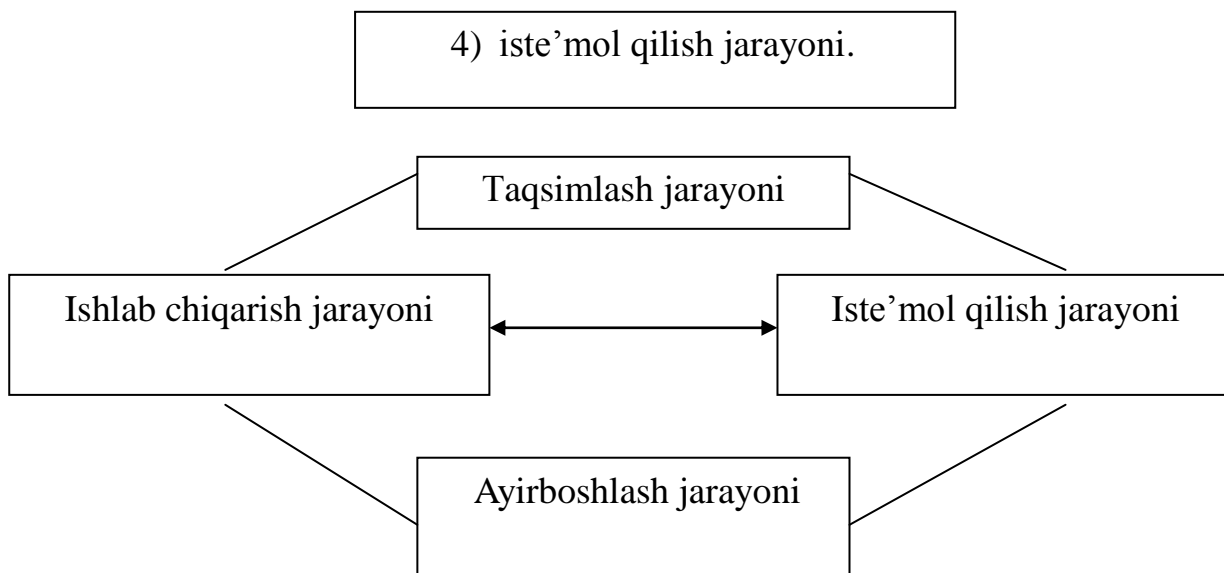 4) iste’mol qilish jarayoni.
Taqsimlash jarayoni
Ishlab chiqarish jarayoni
Iste’mol qilish jarayoni
Ayirboshlash jarayoni